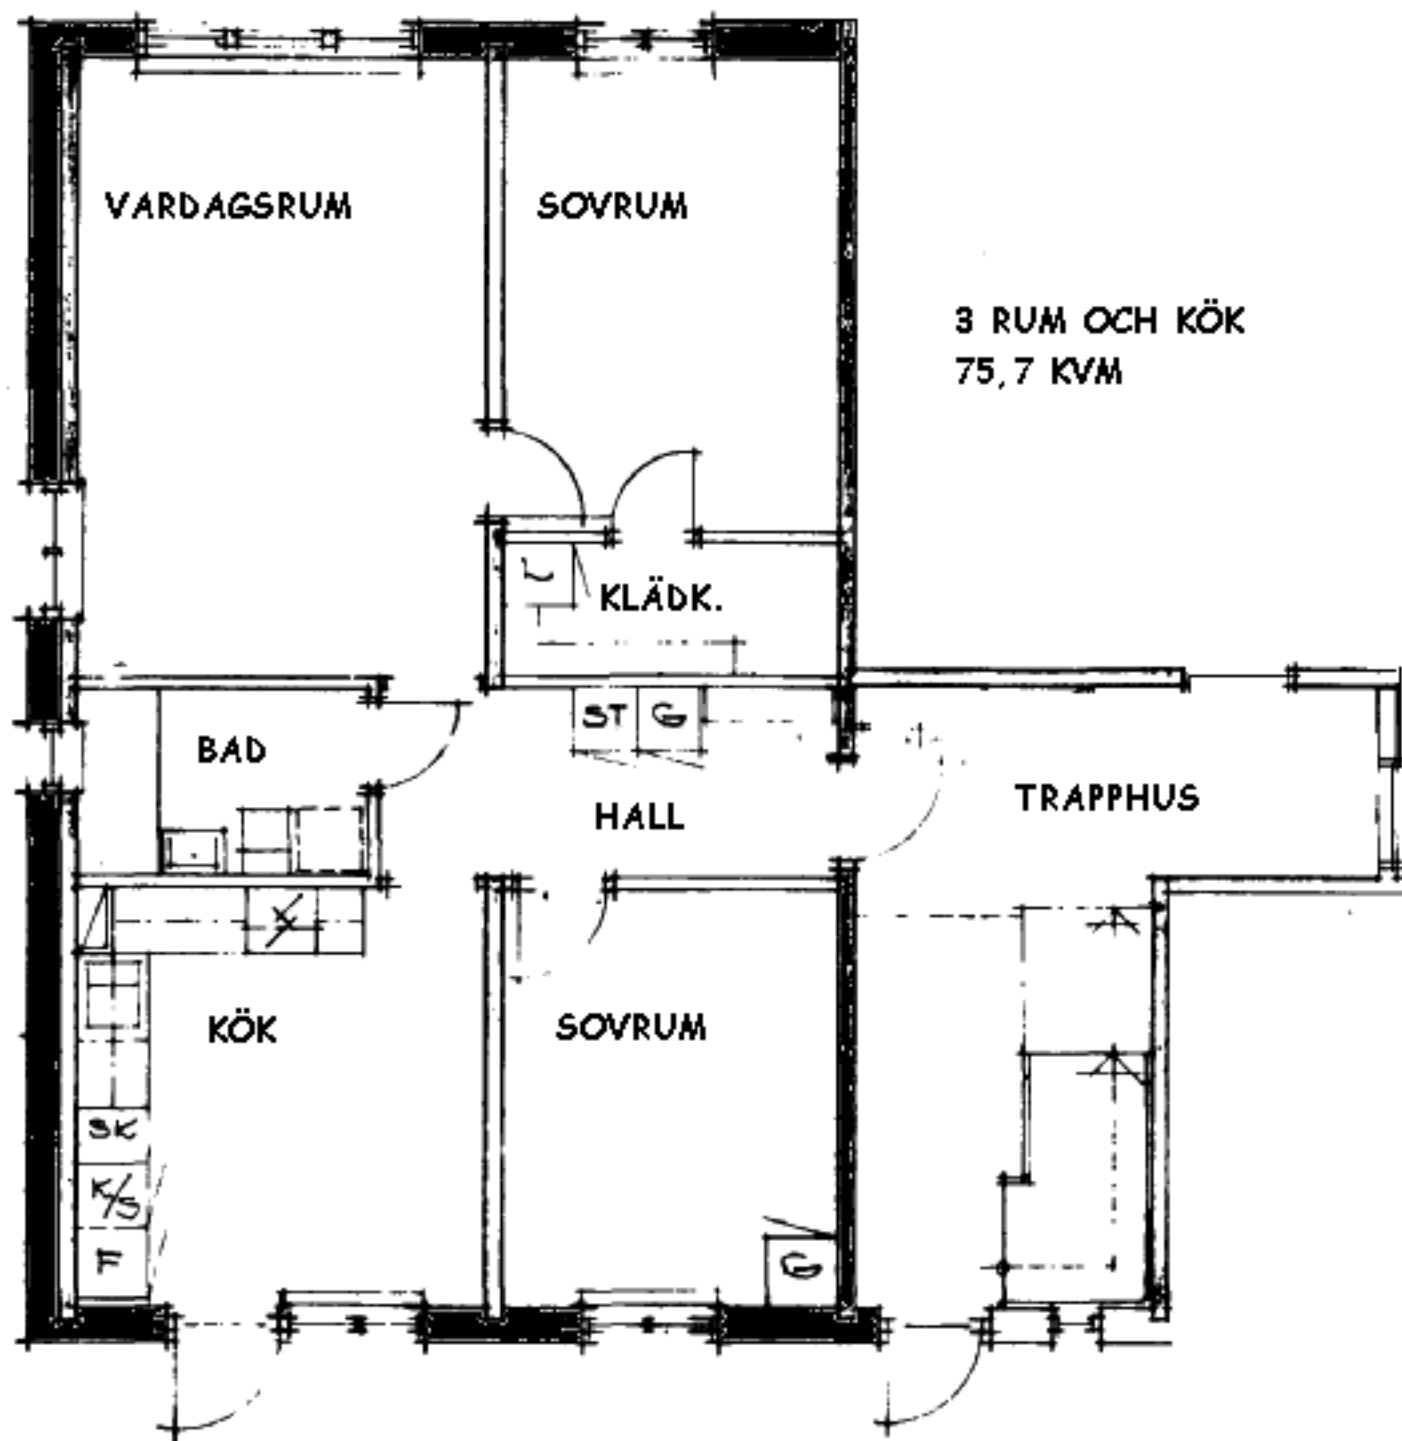 VARDAGSRUM
SOVRUM
3 RUM OCH KÖK
75,7 KVM
KLÄDK.
ST
G
BAD
HALL
TRAPPHUS
KÖK
SOVRUM
SK
K/S
F
G